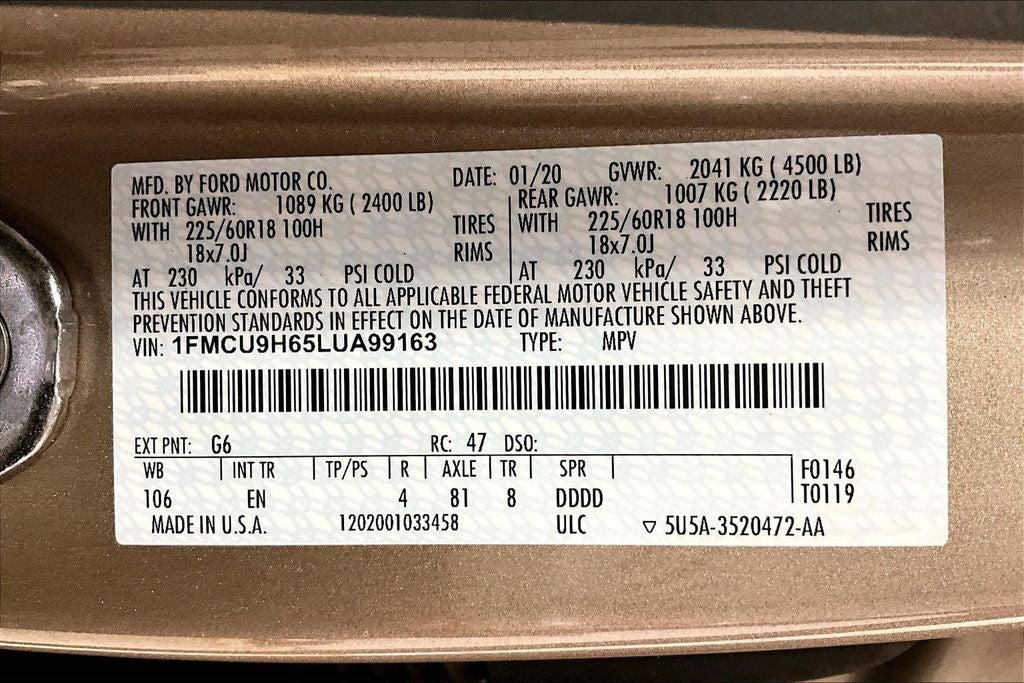 MFD. BY FORD MOTOR CO. DATE: 01/20 GVWR: 2041 KG ( 4500 LB)
FRONT GAWR: 1089 KG ( 2400 LB) REAR GAWR: 1007 KG ( 2220 LB)
WITH 225/60R18 100H TIRES WITH 225/60R18 100H TIRES
18x7.0J RIMS 18x7.0J RIMS
AT 230 kPa/ 33 PSI COLD AT 230 kPa/ 33 PSI COLD
THIS VEHICLE CONFORMS TO ALL APPLICABLE FEDERAL MOTOR VEHICLE SAFETY AND THEFT
PREVENTION STANDARDS IN EFFECT ON THE DATE OF MANUFACTURE SHOWN ABOVE.
VIN: 1FMCU9H65LUA99163 TYPE: MPV
EXT PNT: G6 RC: 47 DSO:
WB INT TR TP/PS R AXLE TR SPR F0146
106 EN 4 81 8 DDDD T0119
MADE IN U.S.A. 1202001033458 ULC ▽ 5U5A-3520472-AA